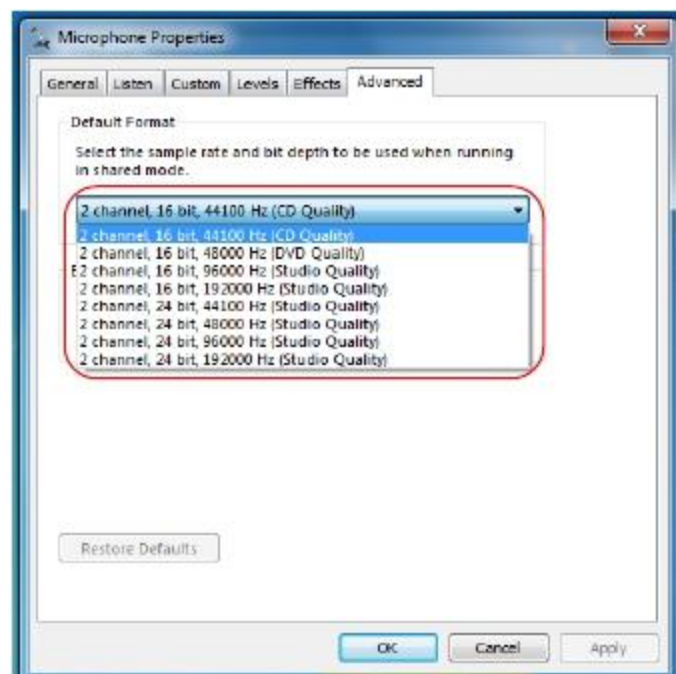 Microphone Properties
General Listen Custom Levels Effects Advanced
Default Format
Select the sample rate and bit depth to be used when running
in shared mode.
2 channel, 16 bit, 44100 Hz (CD Quality)
2 channel, 16 bit, 44100 Hz (CD Quality)
2 channel, 16 bit, 48000 Hz (DVD Quality)
E2 channel, 16 bit, 96000 Hz (Studio Quality)
2 channel, 16 bit, 192000 Hz (Studio Quality)
2 channel, 24 bit, 44100 Hz (Studio Quality)
2 channel, 24 bit, 48000 Hz (Studio Quality)
2 channel, 24 bit, 96000 Hz (Studio Quality)
2 channel, 24 bit, 192000 Hz (Studio Quality)
Restore Defaults
OK Cancel Apply